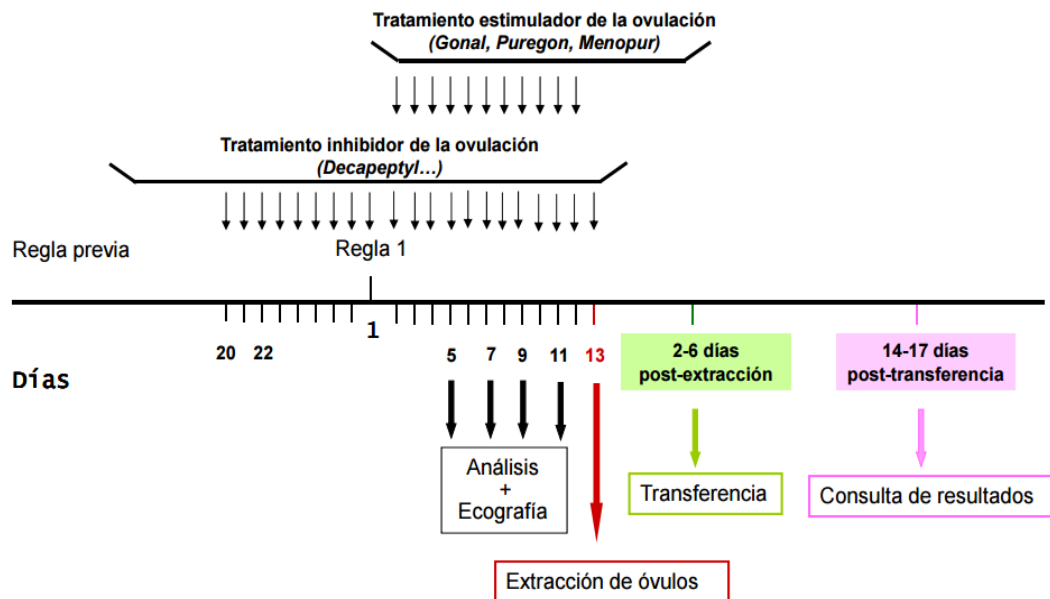 Tratamiento estimulador de la ovulación
(Gonal, Puregon, Menopur)
Tratamiento inhibidor de la ovulación
(Decapeptyl...)
Regla previa
Regla 1
1
20
22
5
7
9
11
13
Días
2-6 días
post-extracción
14-17 días
post-transferencia
Análisis
+
Ecografía
Transferencia
Consulta de resultados
Extracción de óvulos